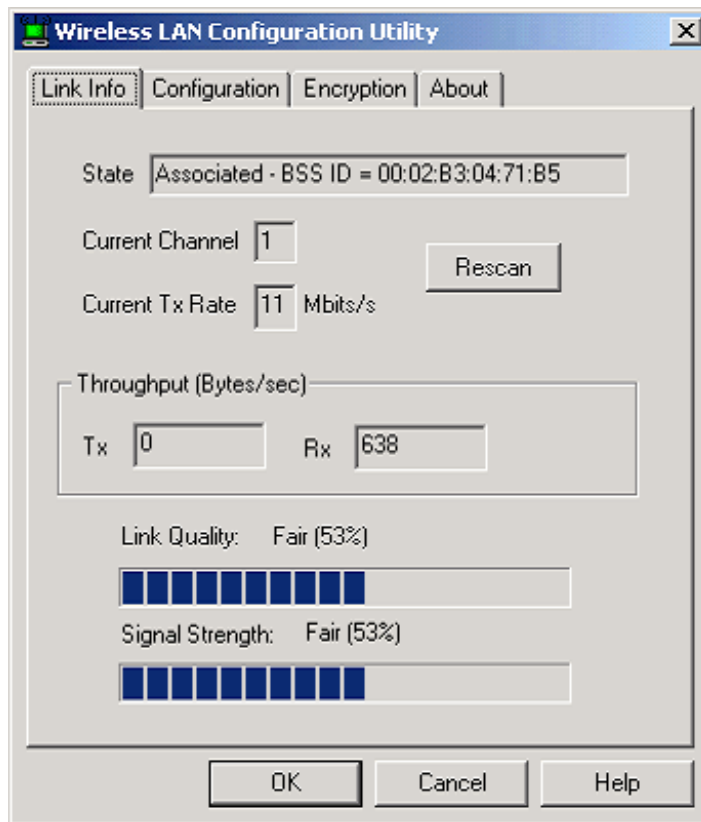 Wireless LAN Configuration Utility
Link Info Configuration Encryption About
State Associated - BSS ID = 00:02:B3:04:71:B5
Current Channel 1
Rescan
Current Tx Rate 11 Mbits/s
Throughput (Bytes/sec)
Tx 0 Rx 638
Link Quality: Fair (53%)
Signal Strength: Fair (53%)
OK Cancel Help